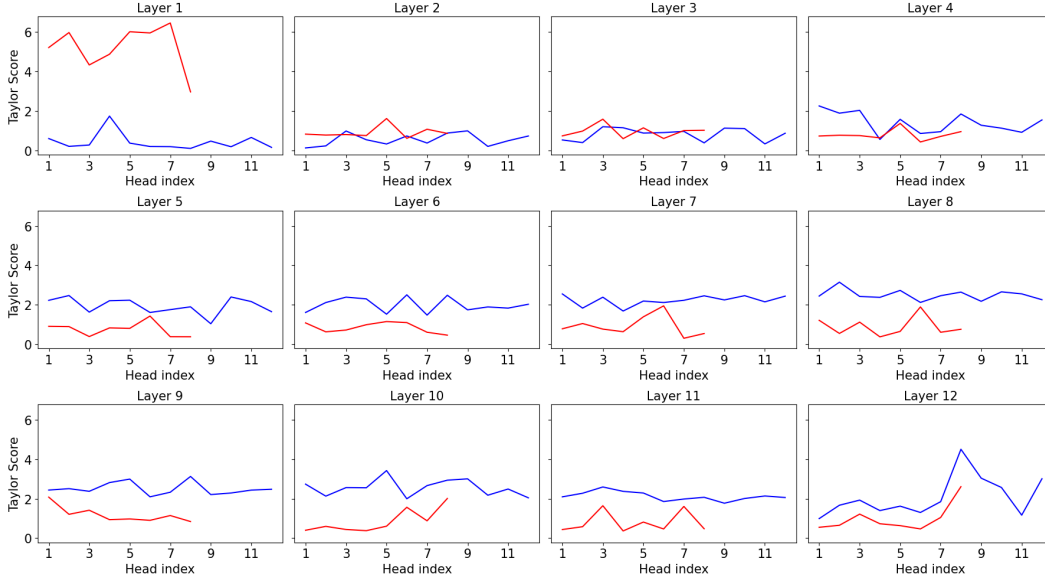 Layer 1 Layer 2 Layer 3 Layer 4
Taylor Score
6
4
2
0
1 3 5 7 9 11 1 3 5 7 9 11 1 3 5 7 9 11 1 3 5 7 9 11
Head index Head index Head index Head index
Layer 5 Layer 6 Layer 7 Layer 8
Taylor Score
6
4
2
0
1 3 5 7 9 11 1 3 5 7 9 11 1 3 5 7 9 11 1 3 5 7 9 11
Head index Head index Head index Head index
Layer 9 Layer 10 Layer 11 Layer 12
Taylor Score
6
4
2
0
1 3 5 7 9 11 1 3 5 7 9 11 1 3 5 7 9 11 1 3 5 7 9 11
Head index Head index Head index Head index